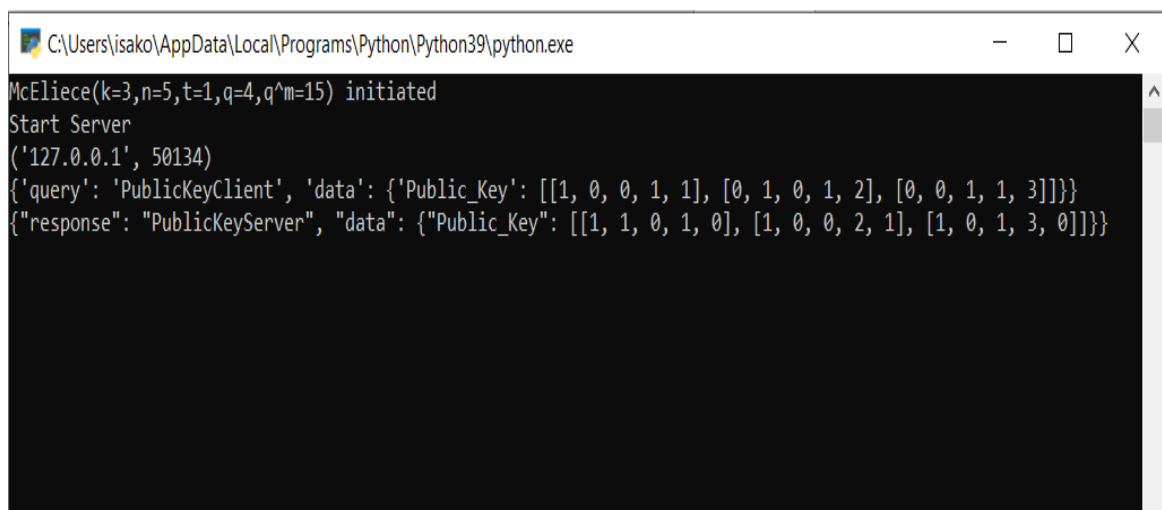 C:\Users\isako\AppData\Local\Programs\Python\Python39\python.exe
McEliece(k=3,n=5,t=1,q=4,q^m=15) initiated
Start Server
('127.0.0.1', 50134)
{'query': 'PublicKeyClient', 'data': {'Public_Key': [[1, 0, 0, 1, 1], [0, 1, 0, 1, 2], [0, 0, 1, 1, 3]]}}
{"response": "PublicKeyServer", "data": {"Public_Key": [[1, 1, 0, 1, 0], [1, 0, 0, 2, 1], [1, 0, 1, 3, 0]]}}